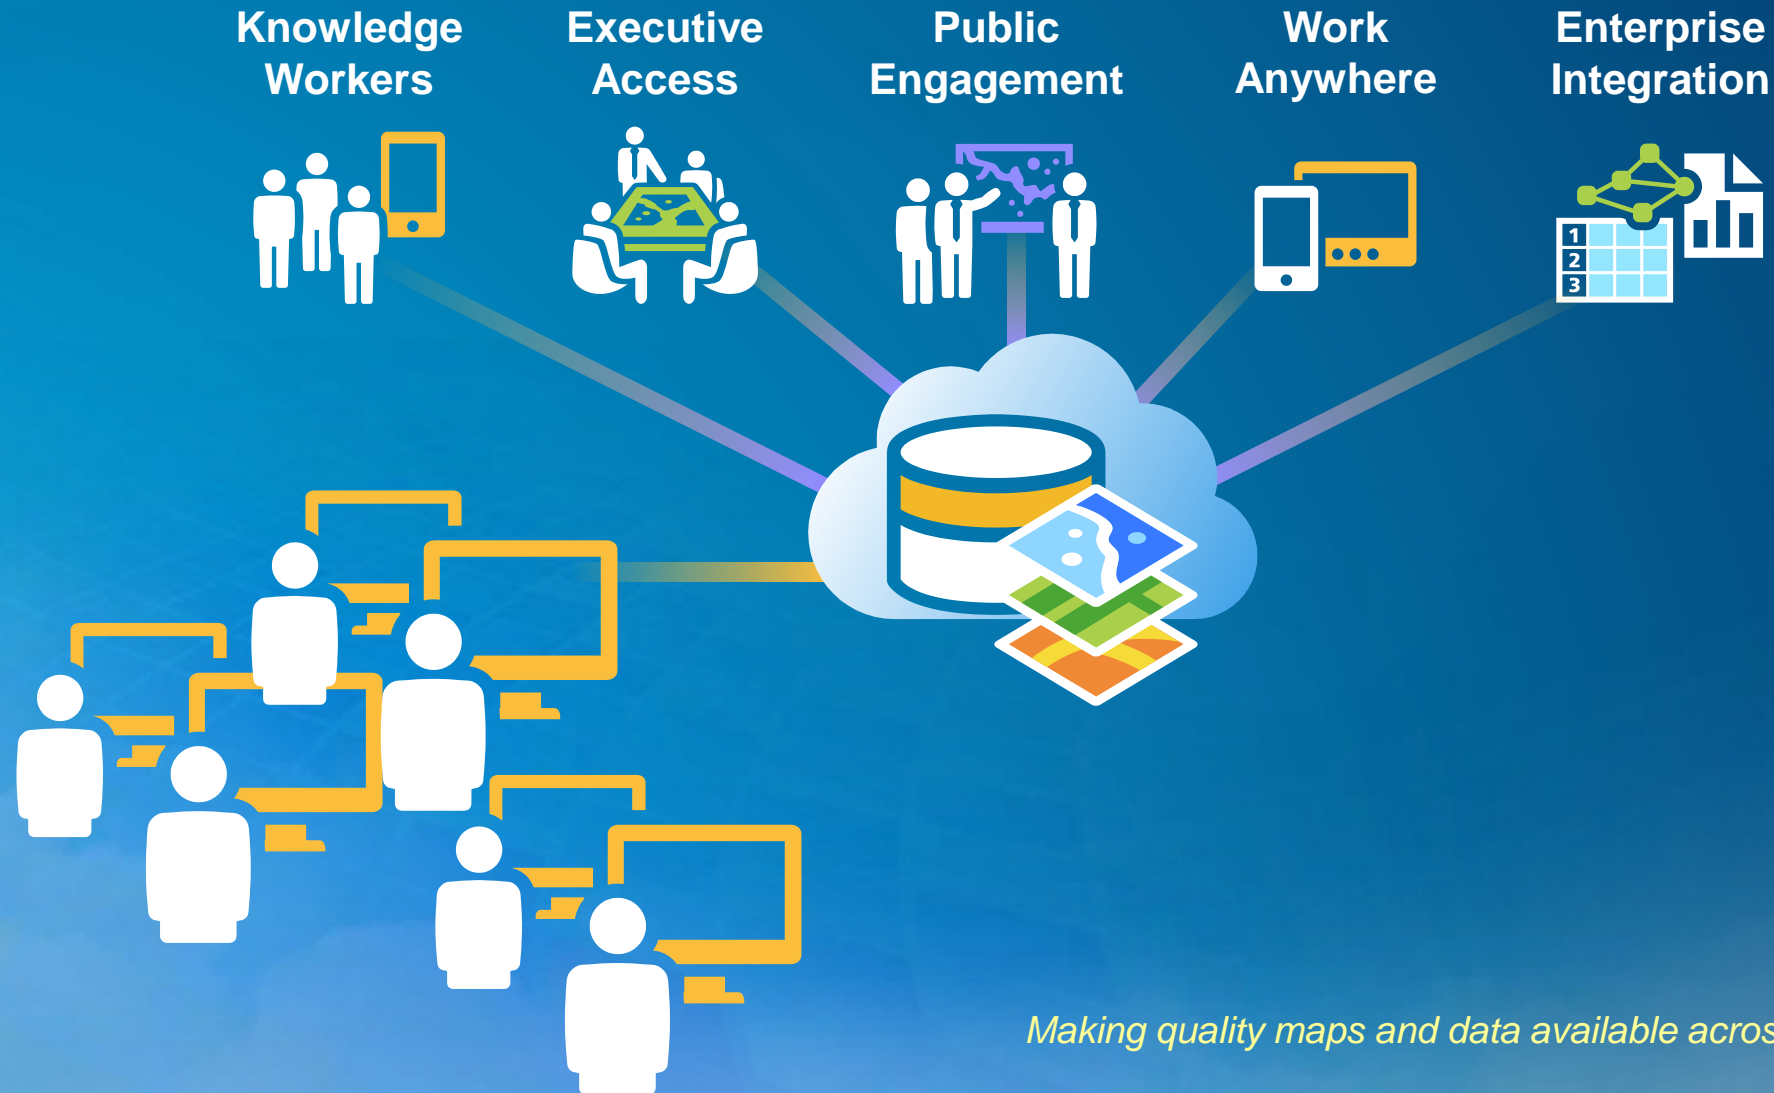 Knowledge
Workers
Executive
Access
Public
Engagement
Work
Anywhere
Enterprise
Integration
1
2
3
Making quality maps and data available